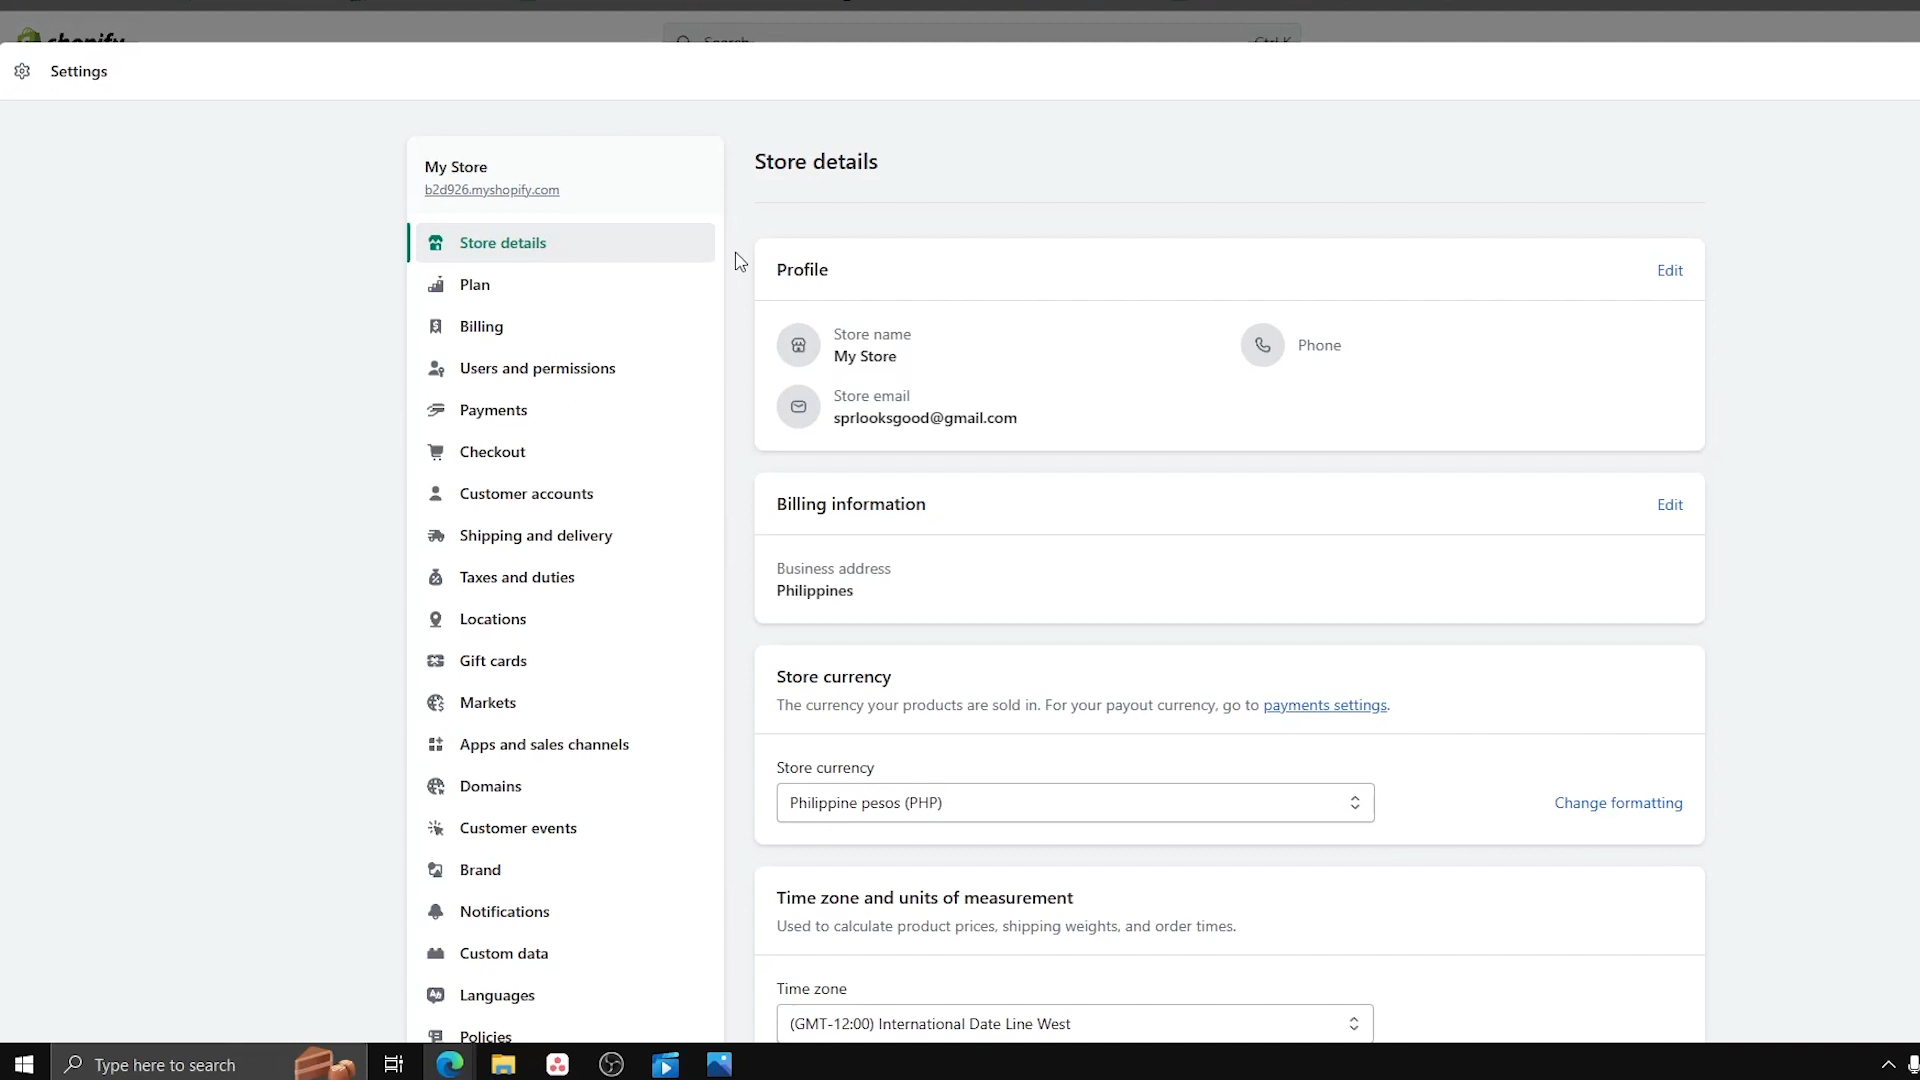 shopify
Search
Ctrl K
Settings
My Store
b2d926.myshopify.com
Store details
Plan
Billing
Users and permissions
Payments
Checkout
Customer accounts
Shipping and delivery
Taxes and duties
Locations
Gift cards
Markets
Apps and sales channels
Domains
Customer events
Brand
Notifications
Custom data
Languages
Policies
Store details
Profile
Edit
Store name
My Store
Phone
Store email
sprlooksgood@gmail.com
Billing information
Edit
Business address
Philippines
Store currency
The currency your products are sold in. For your payout currency, go to payments settings.
Store currency
Philippine pesos (PHP)
Change formatting
Time zone and units of measurement
Used to calculate product prices, shipping weights, and order times.
Time zone
(GMT-12:00) International Date Line West
Type here to search